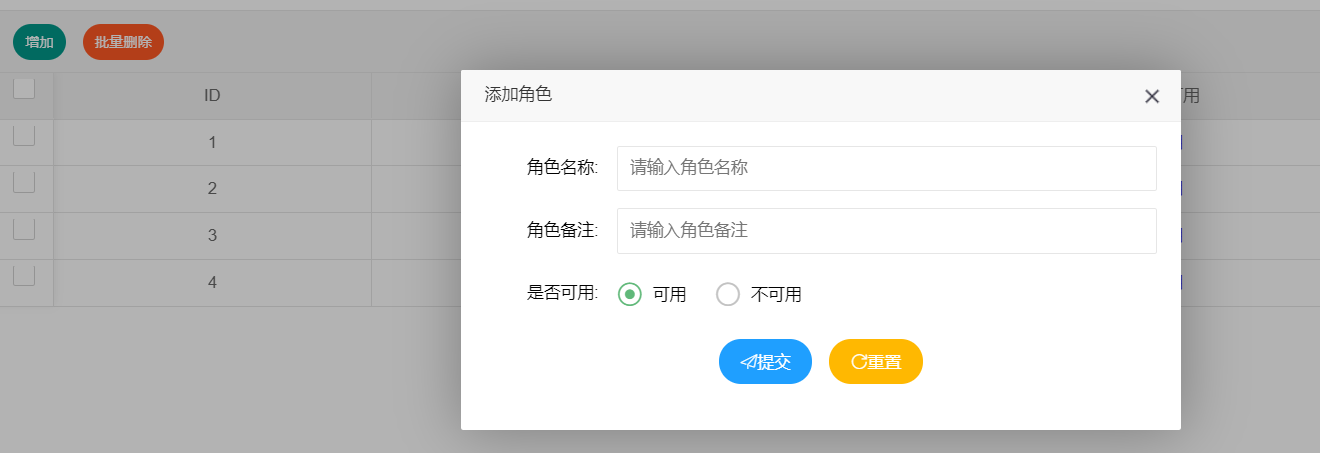 增加 批量删除
添加角色
ID
用
1
2
3
4
角色名称: 请输入角色名称
角色备注: 请输入角色备注
是否可用: 可用 不可用
提交 重置